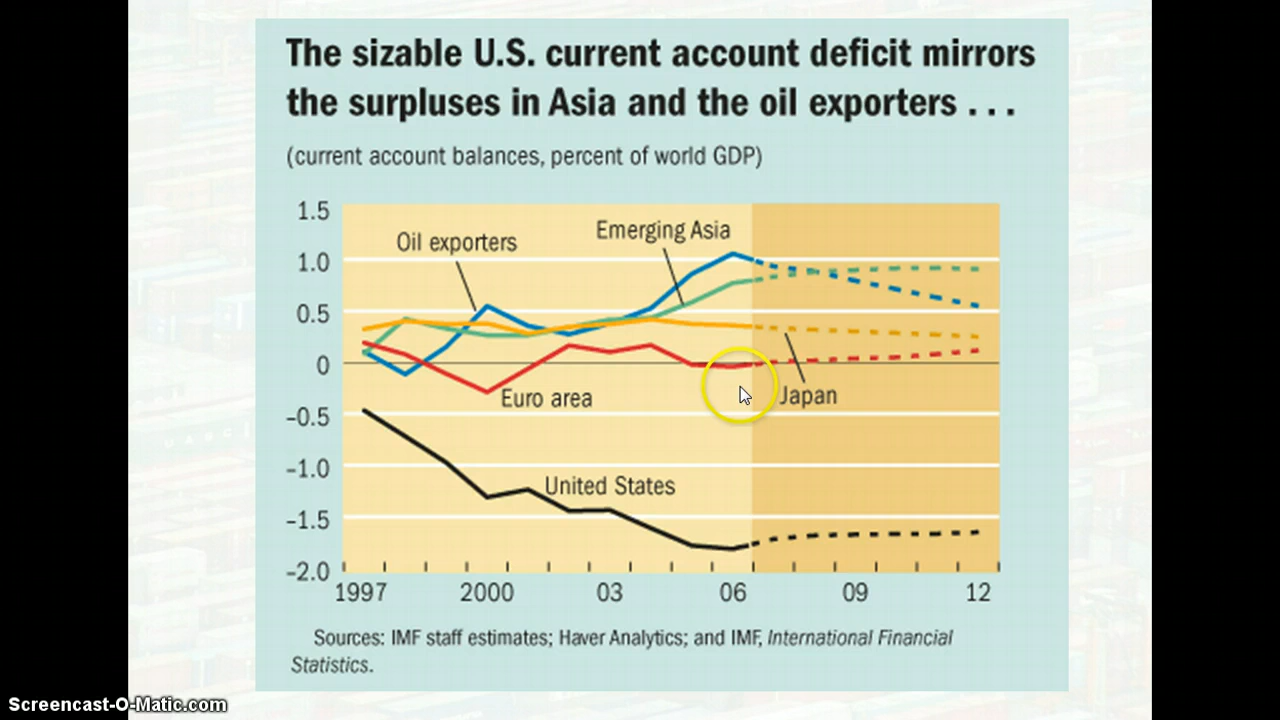 The sizable U.S. current account deficit mirrors
the surpluses in Asia and the oil exporters . . .
(current account balances, percent of world GDP)
1.5
Emerging Asia
Oil exporters
1.0
0.5
0
Euro area
Japan
–0.5
–1.0
United States
–1.5
–2.0
1997 2000 03 06 09 12
Sources: IMF staff estimates; Haver Analytics; and IMF, International Financial
Statistics.
Screencast-O-Matic.com